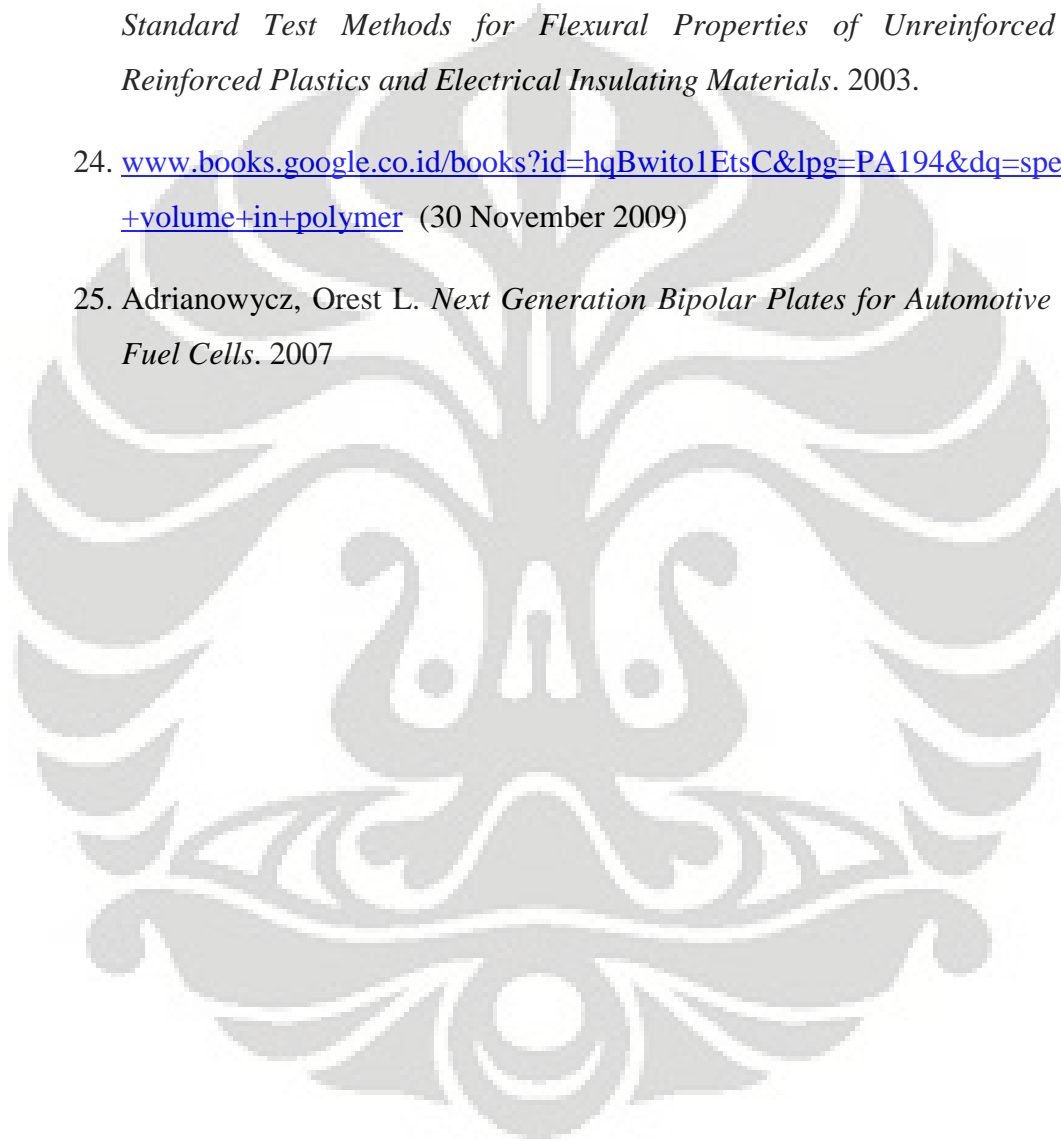 Standard Test Methods for Flexural Properties of Unreinforced
Reinforced Plastics and Electrical Insulating Materials. 2003.
24. www.books.google.co.id/books?id=hqBwito1EtsC&lpg=PA194&dq=spe
+volume+in+polymer (30 November 2009)
25. Adrianowycz, Orest L. Next Generation Bipolar Plates for Automotive
Fuel Cells. 2007